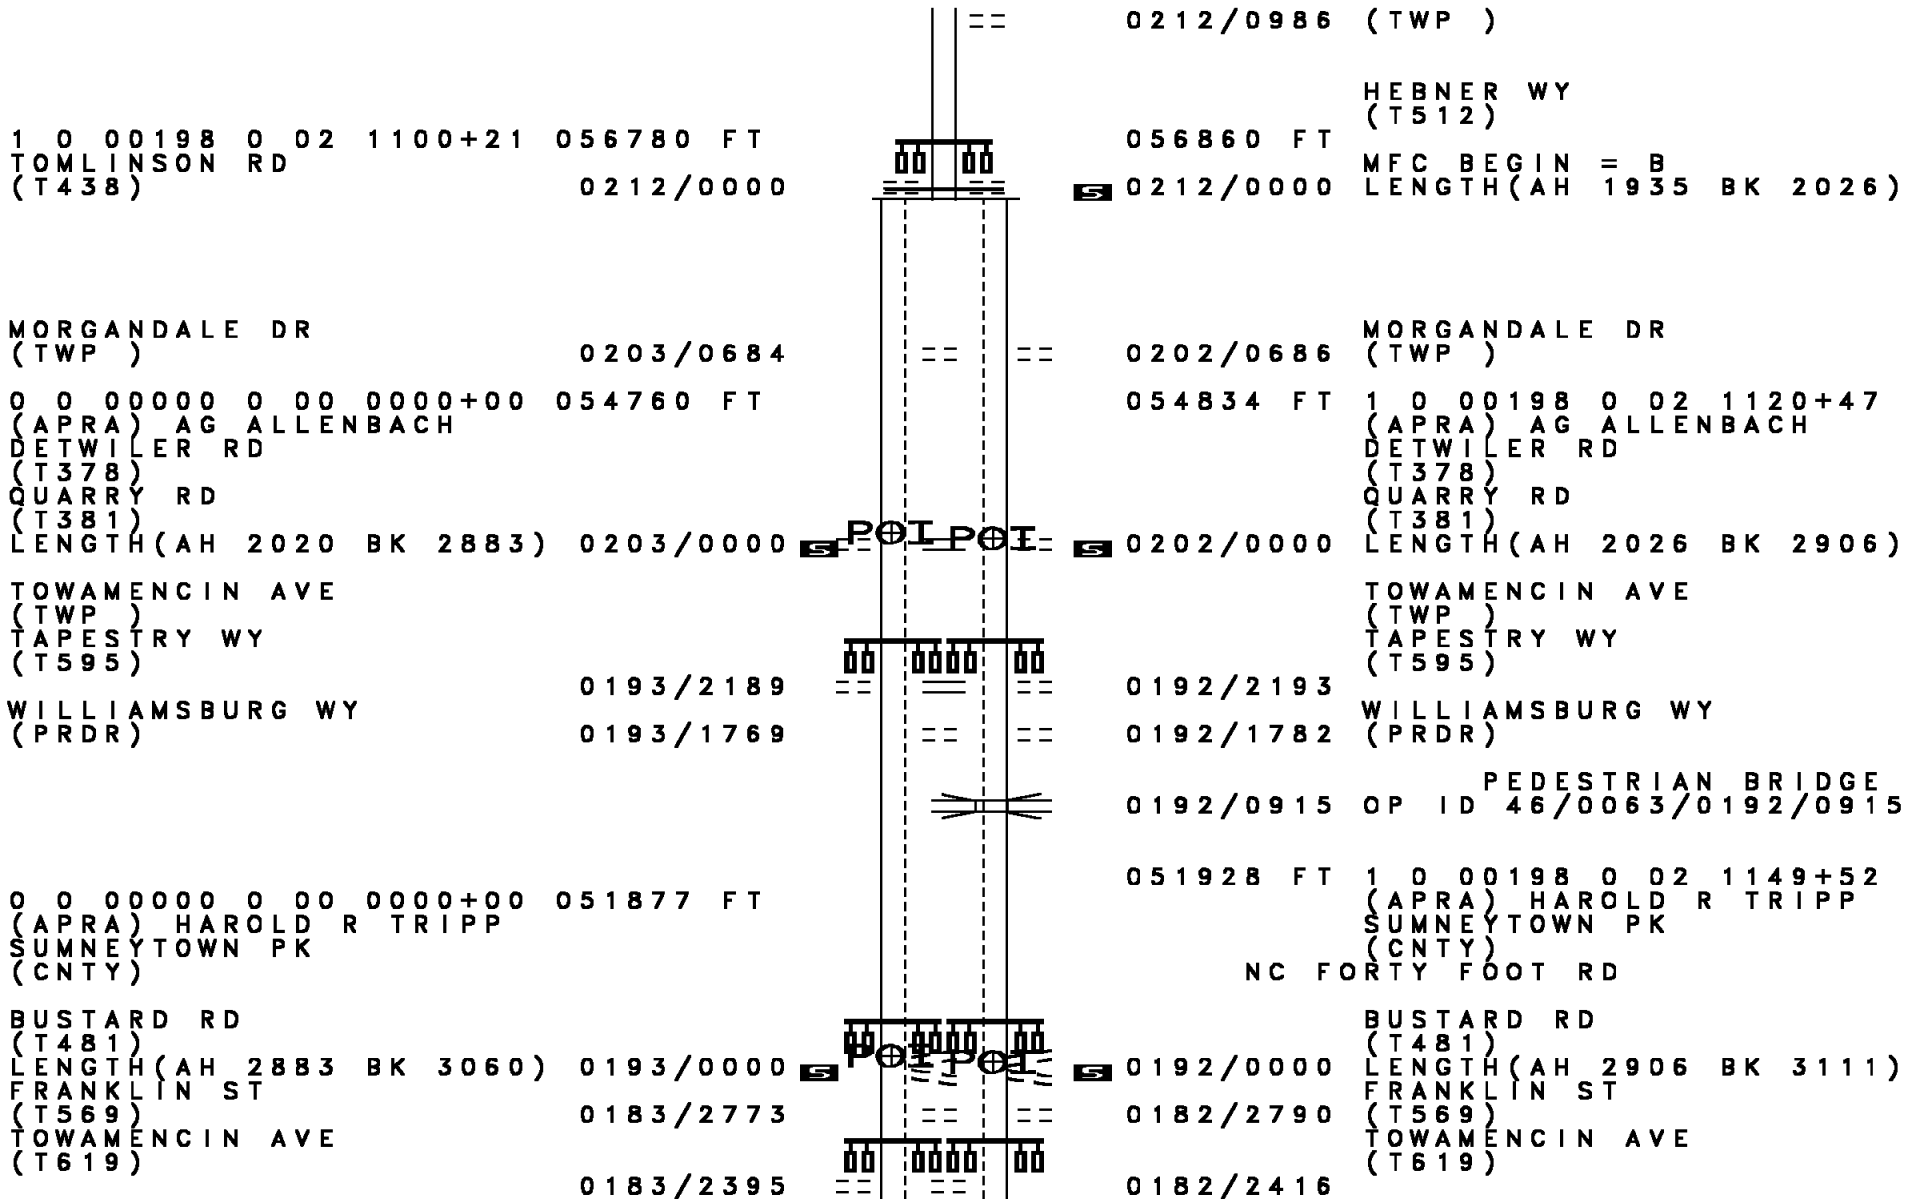 0212/0986 (TWP )
HEBNER WY
(T512)
1 0 00198 0 02 1100+21 056780 FT
TOMLINSON RD
(T438) 0212/0000
056860 FT
MFC BEGIN = B
S 0212/0000 LENGTH(AH 1935 BK 2026)
MORGANDALE DR
(TWP ) 0203/0684
MORGANDALE DR
0202/0686 (TWP )
0 0 00000 0 00 0000+00 054760 FT
(APRA) AG ALLENBACH
DETWILER RD
(T378)
QUARRY RD
(T381)
LENGTH(AH 2020 BK 2883) 0203/0000 S
POI POI
054834 FT 1 0 00198 0 02 1120+47
(APRA) AG ALLENBACH
DETWILER RD
(T378)
QUARRY RD
(T381)
S 0202/0000 LENGTH(AH 2026 BK 2906)
TOWAMENCIN AVE
(TWP )
TAPESTRY WY
(T595)
0193/2189
TOWAMENCIN AVE
(TWP )
TAPESTRY WY
(T595)
0192/2193
WILLIAMSBURG WY
(PRDR) 0193/1769
WILLIAMSBURG WY
0192/1782 (PRDR)
PEDESTRIAN BRIDGE
0192/0915 OP ID 46/0063/0192/0915
0 0 00000 0 00 0000+00 051877 FT
(APRA) HAROLD R TRIPP
SUMNEYTOWN PK
(CNTY)
051928 FT 1 0 00198 0 02 1149+52
(APRA) HAROLD R TRIPP
SUMNEYTOWN PK
(CNTY)
NC FORTY FOOT RD
BUSTARD RD
(T481)
LENGTH(AH 2883 BK 3060) 0193/0000 S
POI POI
BUSTARD RD
(T481)
S 0192/0000 LENGTH(AH 2906 BK 3111)
FRANKLIN ST
(T569) 0183/2773
FRANKLIN ST
0182/2790 (T569)
TOWAMENCIN AVE
(T619)
0183/2395
TOWAMENCIN AVE
(T619)
0182/2416